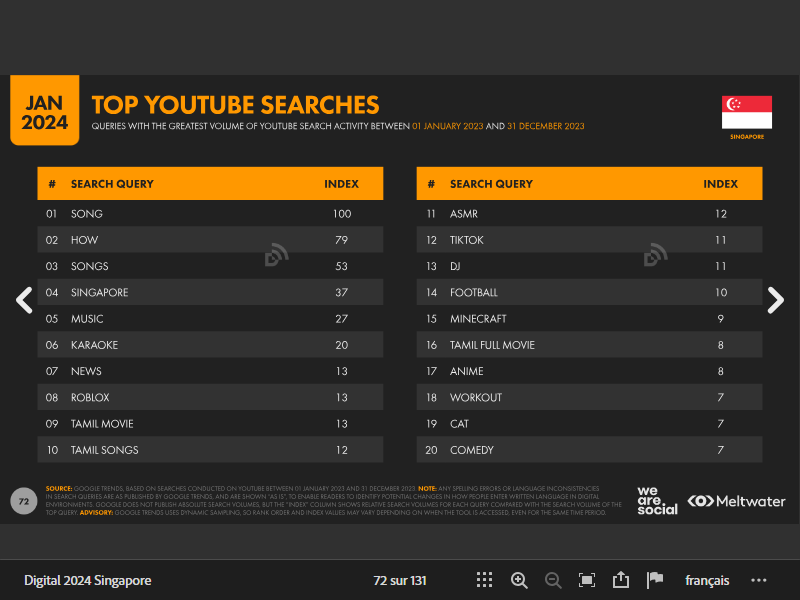 JAN
2024
TOP YOUTUBE SEARCHES
QUERIES WITH THE GREATEST VOLUME OF YOUTUBE SEARCH ACTIVITY BETWEEN 01 JANUARY 2023 AND 31 DECEMBER 2023
SINGAPORE
# SEARCH QUERY INDEX
01 SONG 100
02 HOW 79
03 SONGS 53
04 SINGAPORE 37
05 MUSIC 27
06 KARAOKE 20
07 NEWS 13
08 ROBLOX 13
09 TAMIL MOVIE 13
10 TAMIL SONGS 12
# SEARCH QUERY INDEX
11 ASMR 12
12 TIKTOK 11
13 DJ 11
14 FOOTBALL 10
15 MINECRAFT 9
16 TAMIL FULL MOVIE 8
17 ANIME 8
18 WORKOUT 7
19 CAT 7
20 COMEDY 7
72
SOURCE: GOOGLE TRENDS, BASED ON SEARCHES CONDUCTED ON YOUTUBE BETWEEN 01 JANUARY 2023 AND 31 DECEMBER 2023. NOTE: ANY SPELLING ERRORS OR LANGUAGE INCONSISTENCIES
IN SEARCH QUERIES ARE AS PUBLISHED BY GOOGLE TRENDS, AND ARE SHOWN "AS IS", TO ENABLE READERS TO IDENTIFY POTENTIAL CHANGES IN HOW PEOPLE ENTER WRITTEN LANGUAGE IN DIGITAL
ENVIRONMENTS. GOOGLE DOES NOT PUBLISH ABSOLUTE SEARCH VOLUMES, BUT THE "INDEX" COLUMN SHOWS RELATIVE SEARCH VOLUMES FOR EACH QUERY COMPARED WITH THE SEARCH VOLUME OF THE
TOP QUERY. ADVISORY: GOOGLE TRENDS USES DYNAMIC SAMPLING, SO RANK ORDER AND INDEX VALUES MAY VARY DEPENDING ON WHEN THE TOOL IS ACCESSED, EVEN FOR THE SAME TIME PERIOD.
we
are.
social
Meltwater
Digital 2024 Singapore
72 sur 131
français